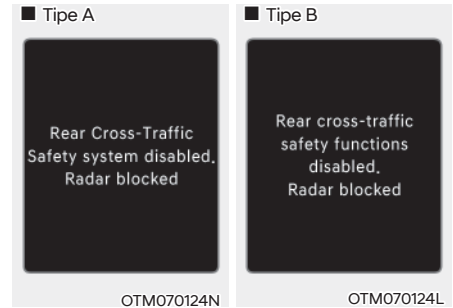 ■ Tipe A
Rear Cross-Traffic
Safety system disabled.
Radar blocked
OTM070124N
■ Tipe B
Rear cross-traffic
safety functions
disabled.
Radar blocked
OTM070124L